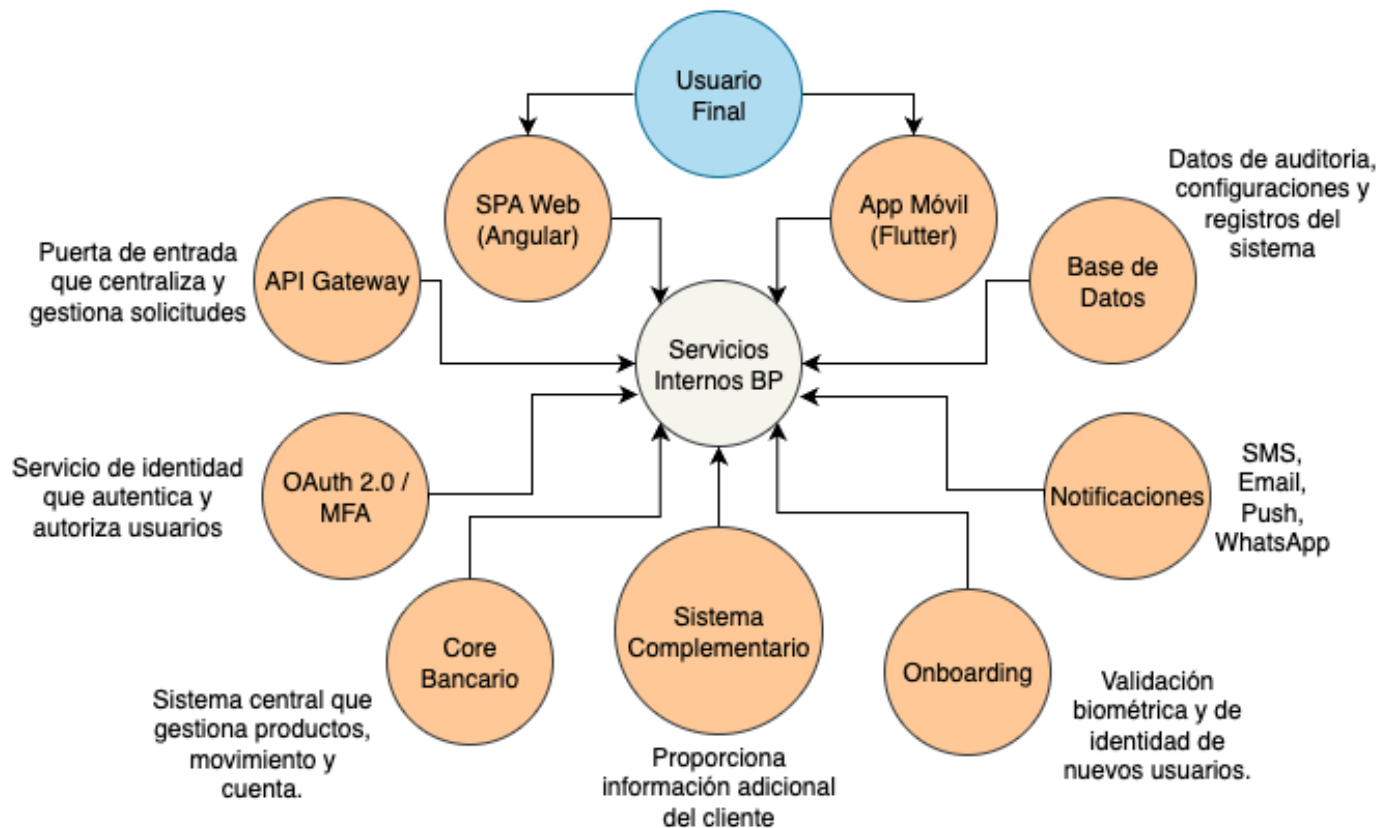 Usuario
Final
SPA Web
(Angular)
App Móvil
(Flutter)
Datos de auditoria,
configuraciones y
registros del
sistema
Puerta de entrada
que centraliza y
gestiona solicitudes
API Gateway
Base de
Datos
Servicios
Internos BP
Servicio de identidad
que autentica y
autoriza usuarios
OAuth 2.0 /
MFA
Notificaciones
SMS,
Email,
Push,
WhatsApp
Core
Bancario
Sistema
Complementario
Onboarding
Sistema central que
gestiona productos,
movimiento y
cuenta.
Proporciona
información adicional
del cliente
Validación
biométrica y de
identidad de
nuevos usuarios.